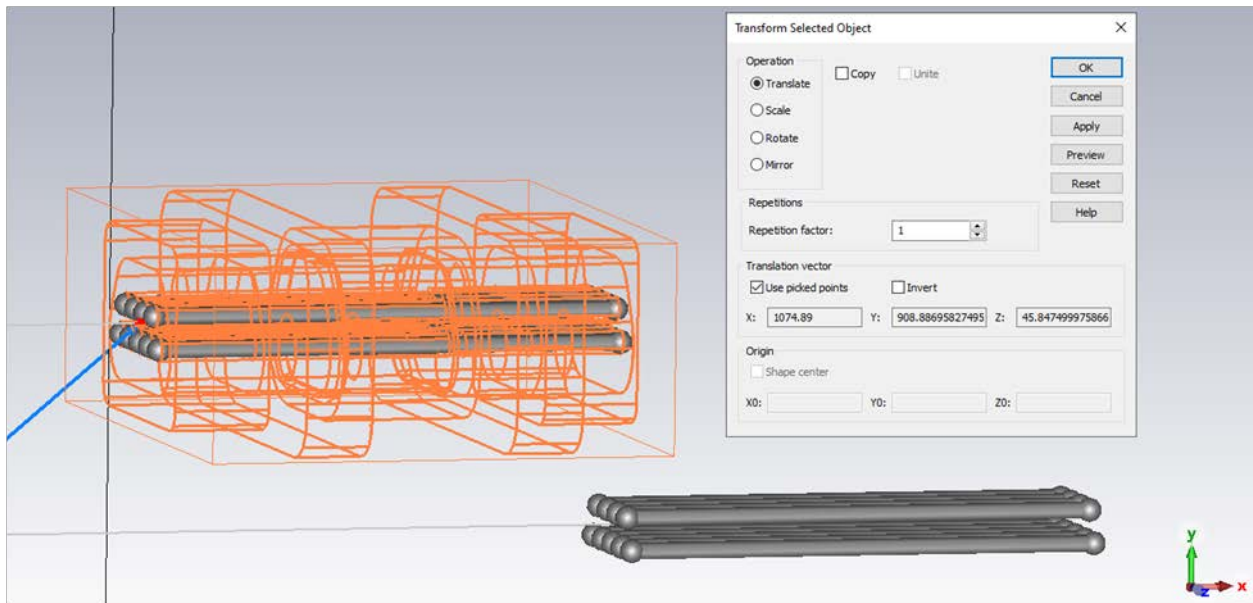 Transform Selected Object
Operation
Translate
Scale
Rotate
Mirror
Copy
Unite
OK
Cancel
Apply
Preview
Reset
Help
Repetitions
Repetition factor: 1
Translation vector
Use picked points Invert
X: 1074.89 Y: 908.88695827495 Z: 45.847499975866
Origin
Shape center
X0: Y0: Z0:
y
x
z